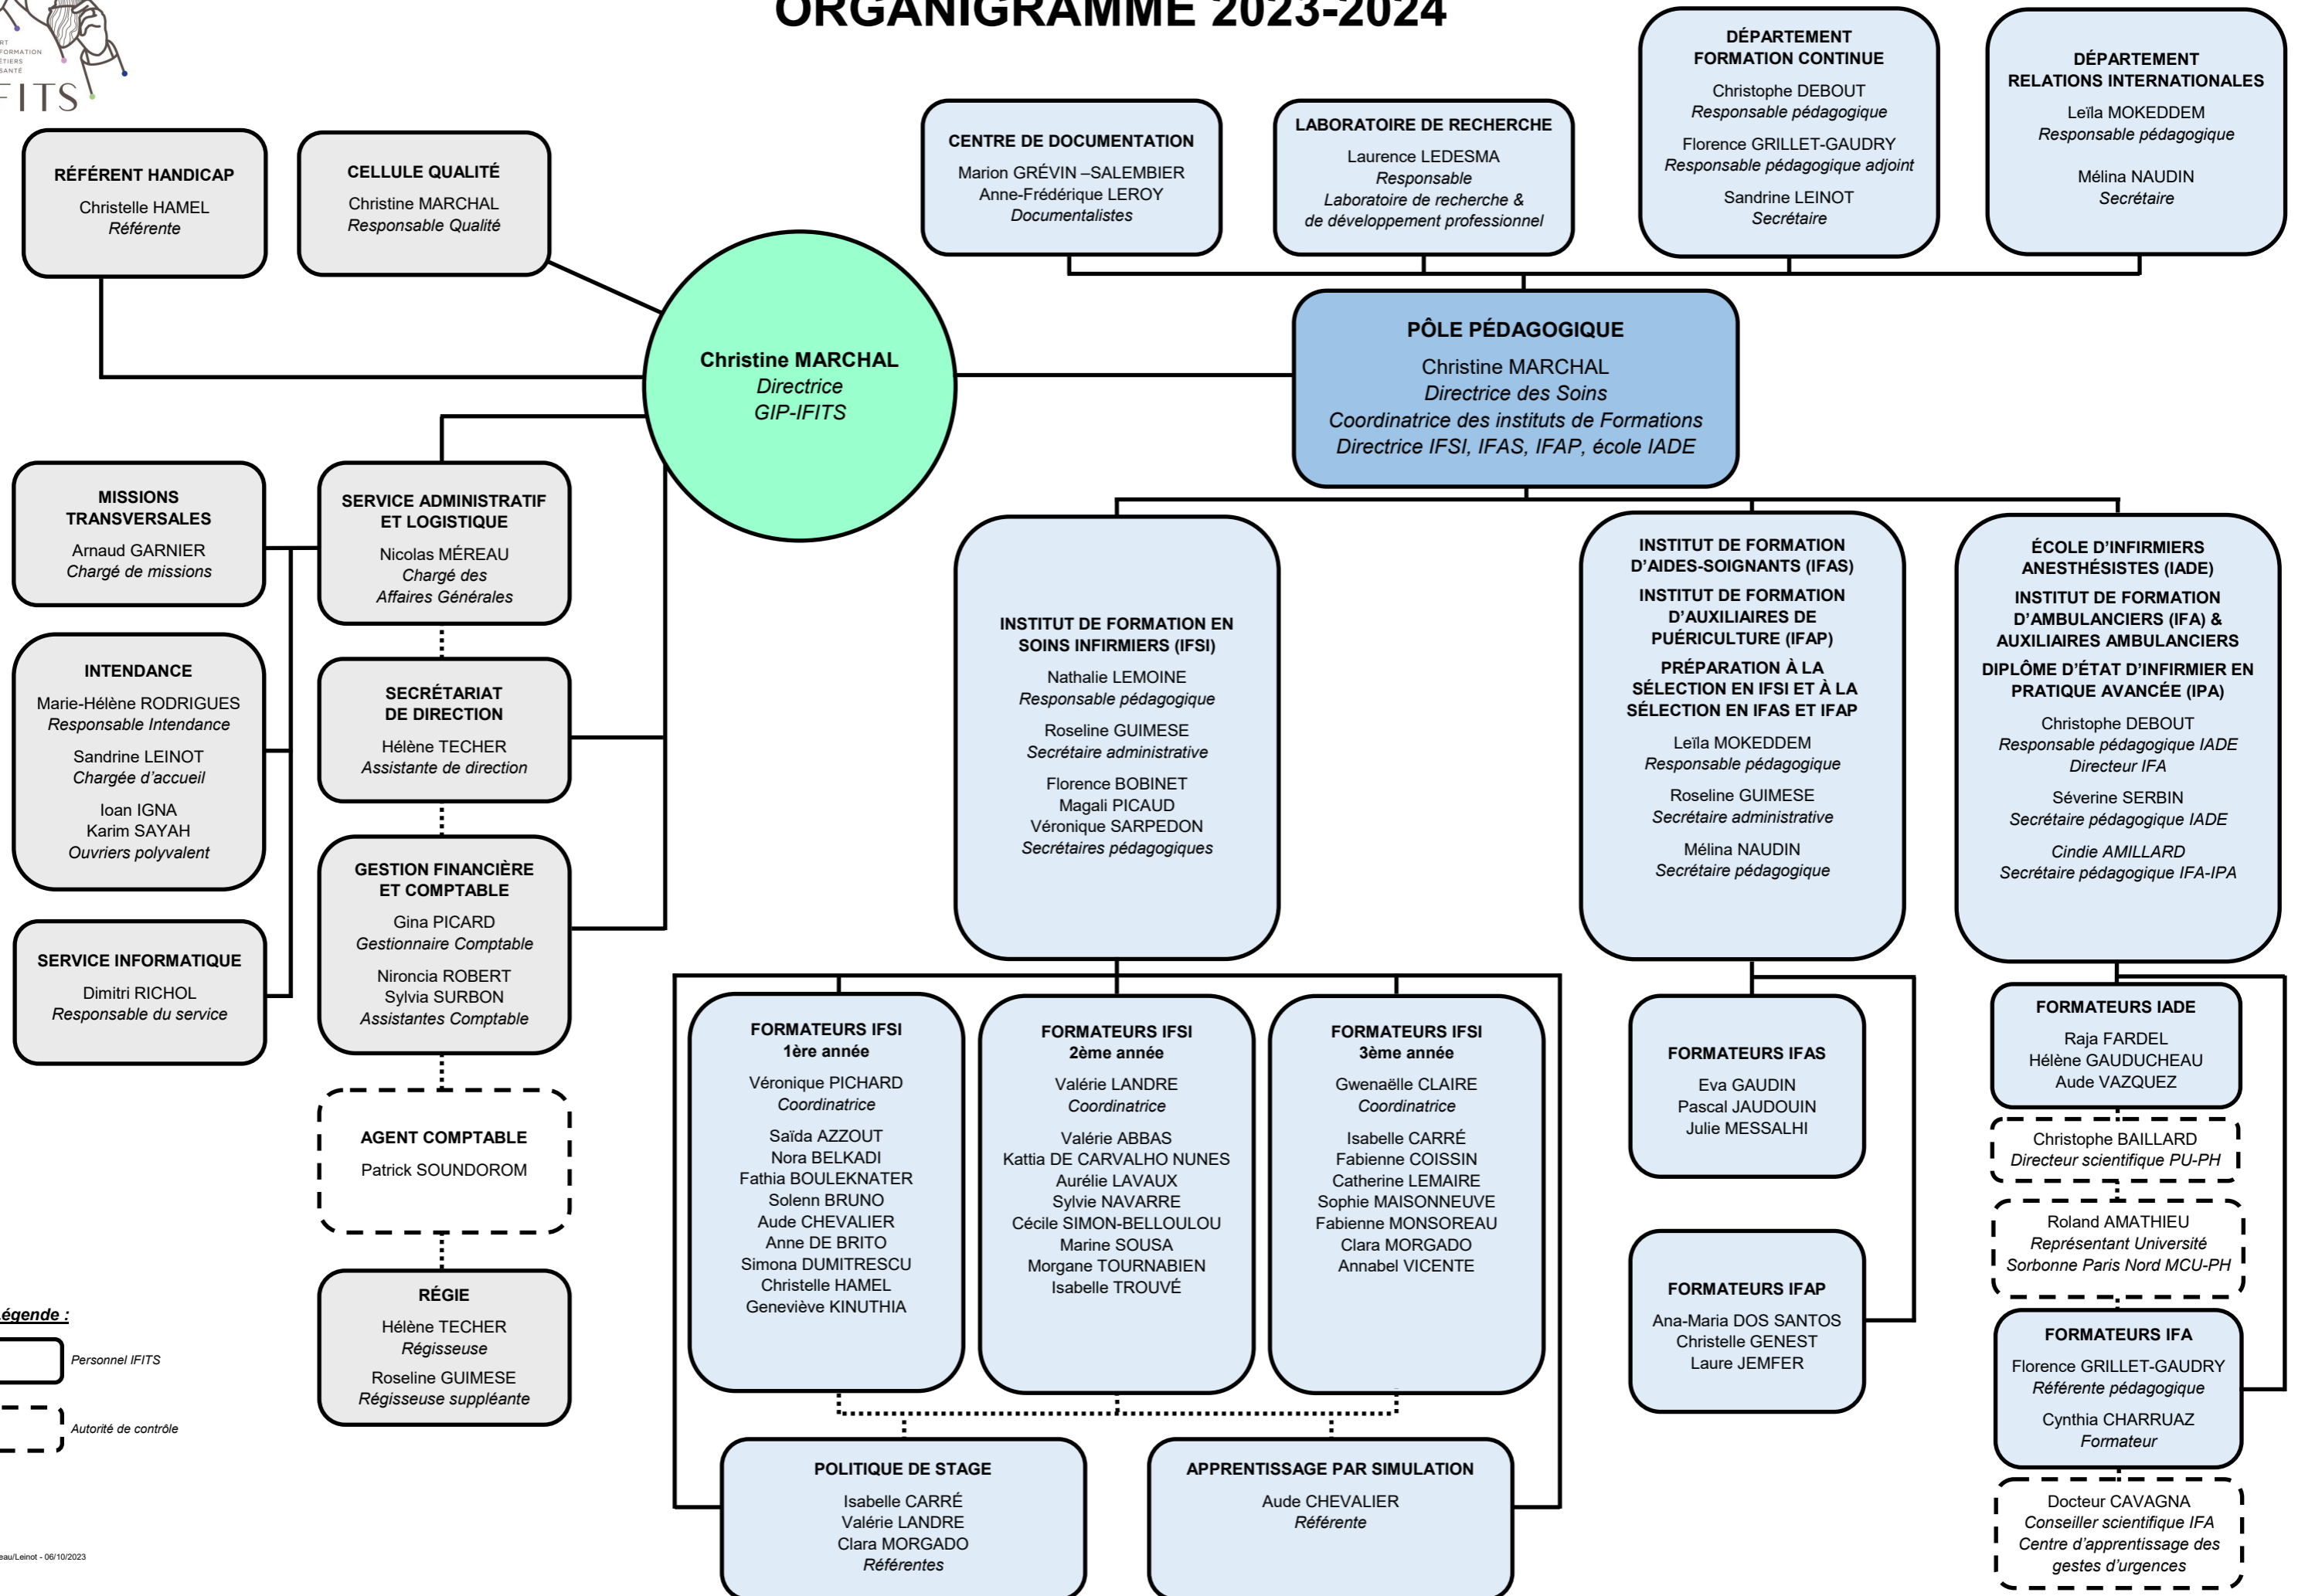 ORGANIGRAMME 2023-2024
RT
FORMATION
ÉTIERS
SANTÉ
FITS
RÉFÉRENT HANDICAP
Christelle HAMEL
Référente
CELLULE QUALITÉ
Christine MARCHAL
Responsable Qualité
CENTRE DE DOCUMENTATION
Marion GRÉVIN –SALEMBIER
Anne-Frédérique LEROY
Documentalistes
LABORATOIRE DE RECHERCHE
Laurence LEDESMA
Responsable
Laboratoire de recherche &
de développement professionnel
DÉPARTEMENT
FORMATION CONTINUE
Christophe DEBOUT
Responsable pédagogique
Florence GRILLET-GAUDRY
Responsable pédagogique adjoint
Sandrine LEINOT
Secrétaire
DÉPARTEMENT
RELATIONS INTERNATIONALES
Leïla MOKEDDEM
Responsable pédagogique
Mélina NAUDIN
Secrétaire
Christine MARCHAL
Directrice
GIP-IFITS
PÔLE PÉDAGOGIQUE
Christine MARCHAL
Directrice des Soins
Coordinatrice des instituts de Formations
Directrice IFSI, IFAS, IFAP, école IADE
MISSIONS
TRANSVERSALES
Arnaud GARNIER
Chargé de missions
SERVICE ADMINISTRATIF
ET LOGISTIQUE
Nicolas MÉREAU
Chargé des
Affaires Générales
INTENDANCE
Marie-Hélène RODRIGUES
Responsable Intendance
Sandrine LEINOT
Chargée d’accueil
Ioan IGNA
Karim SAYAH
Ouvriers polyvalent
SECRÉTARIAT
DE DIRECTION
Hélène TECHER
Assistante de direction
SERVICE INFORMATIQUE
Dimitri RICHOL
Responsable du service
GESTION FINANCIÈRE
ET COMPTABLE
Gina PICARD
Gestionnaire Comptable
Nironcia ROBERT
Sylvia SURBON
Assistantes Comptable
AGENT COMPTABLE
Patrick SOUNDOROM
RÉGIE
Hélène TECHER
Régisseuse
Roseline GUIMESE
Régisseuse suppléante
INSTITUT DE FORMATION EN
SOINS INFIRMIERS (IFSI)
Nathalie LEMOINE
Responsable pédagogique
Roseline GUIMESE
Secrétaire administrative
Florence BOBINET
Magali PICAUD
Véronique SARPEDON
Secrétaires pédagogiques
INSTITUT DE FORMATION
D’AIDES-SOIGNANTS (IFAS)
INSTITUT DE FORMATION
D’AUXILIAIRES DE
PUÉRICULTURE (IFAP)
PRÉPARATION À LA
SÉLECTION EN IFSI ET À LA
SÉLECTION EN IFAS ET IFAP
Leïla MOKEDDEM
Responsable pédagogique
Roseline GUIMESE
Secrétaire administrative
Mélina NAUDIN
Secrétaire pédagogique
ÉCOLE D’INFIRMIERS
ANESTHÉSISTES (IADE)
INSTITUT DE FORMATION
D’AMBULANCIERS (IFA) &
AUXILIAIRES AMBULANCIERS
DIPLÔME D’ÉTAT D’INFIRMIER EN
PRATIQUE AVANCÉE (IPA)
Christophe DEBOUT
Responsable pédagogique IADE
Directeur IFA
Séverine SERBIN
Secrétaire pédagogique IADE
Cindie AMILLARD
Secrétaire pédagogique IFA-IPA
FORMATEURS IFSI
1ère année
Véronique PICHARD
Coordinatrice
Saïda AZZOUT
Nora BELKADI
Fathia BOULEKNATER
Solenn BRUNO
Aude CHEVALIER
Anne DE BRITO
Simona DUMITRESCU
Christelle HAMEL
Geneviève KINUTHIA
FORMATEURS IFSI
2ème année
Valérie LANDRE
Coordinatrice
Valérie ABBAS
Kattia DE CARVALHO NUNES
Aurélie LAVAUX
Sylvie NAVARRE
Cécile SIMON-BELLOULOU
Marine SOUSA
Morgane TOURNABIEN
Isabelle TROUVÉ
FORMATEURS IFSI
3ème année
Gwenaëlle CLAIRE
Coordinatrice
Isabelle CARRÉ
Fabienne COISSIN
Catherine LEMAIRE
Sophie MAISONNEUVE
Fabienne MONSOREAU
Clara MORGADO
Annabel VICENTE
POLITIQUE DE STAGE
Isabelle CARRÉ
Valérie LANDRE
Clara MORGADO
Référentes
APPRENTISSAGE PAR SIMULATION
Aude CHEVALIER
Référente
FORMATEURS IFAS
Eva GAUDIN
Pascal JAUDOUIN
Julie MESSALHI
FORMATEURS IFAP
Ana-Maria DOS SANTOS
Christelle GENEST
Laure JEMFER
FORMATEURS IADE
Raja FARDEL
Hélène GAUDUCHEAU
Aude VAZQUEZ
Christophe BAILLARD
Directeur scientifique PU-PH
Roland AMATHIEU
Représentant Université
Sorbonne Paris Nord MCU-PH
FORMATEURS IFA
Florence GRILLET-GAUDRY
Référente pédagogique
Cynthia CHARRUAZ
Formateur
Docteur CAVAGNA
Conseiller scientifique IFA
Centre d’apprentissage des
gestes d’urgences
égende :
Personnel IFITS
Autorité de contrôle
eau/Leinot - 06/10/2023